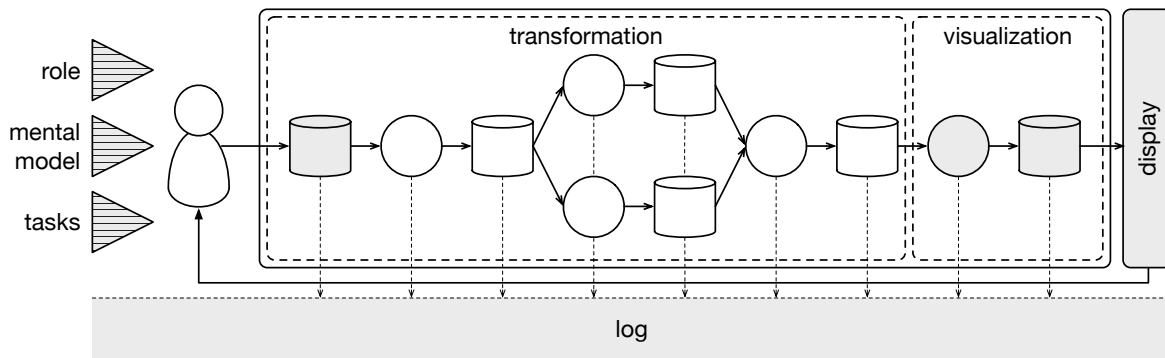 transformation
visualization
role
mental
model
tasks
display
log